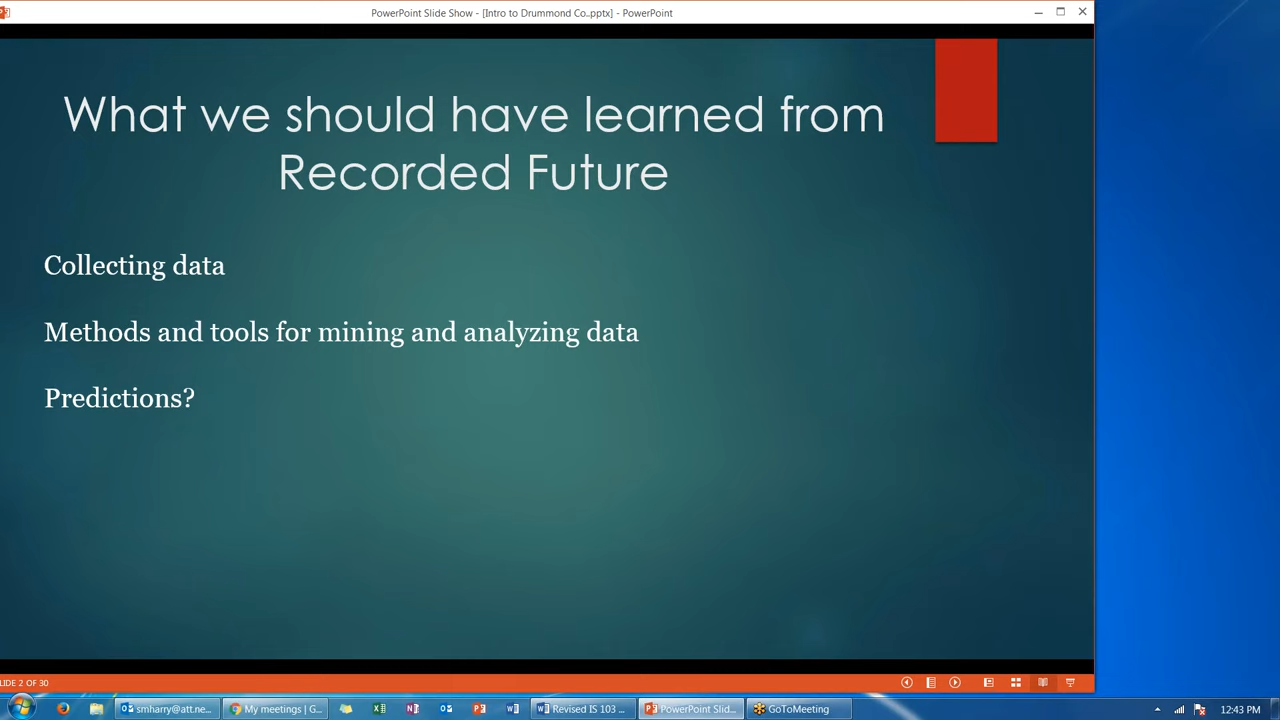 PowerPoint Slide Show - [Intro to Drummond Co..pptx] - PowerPoint
What we should have learned from
Recorded Future
Collecting data
Methods and tools for mining and analyzing data
Predictions?
LIDE 2 OF 30
smharry@att.ne...
My meetings | G...
Revised IS 103 ...
PowerPoint Slid...
GoToMeeting
12:43 PM